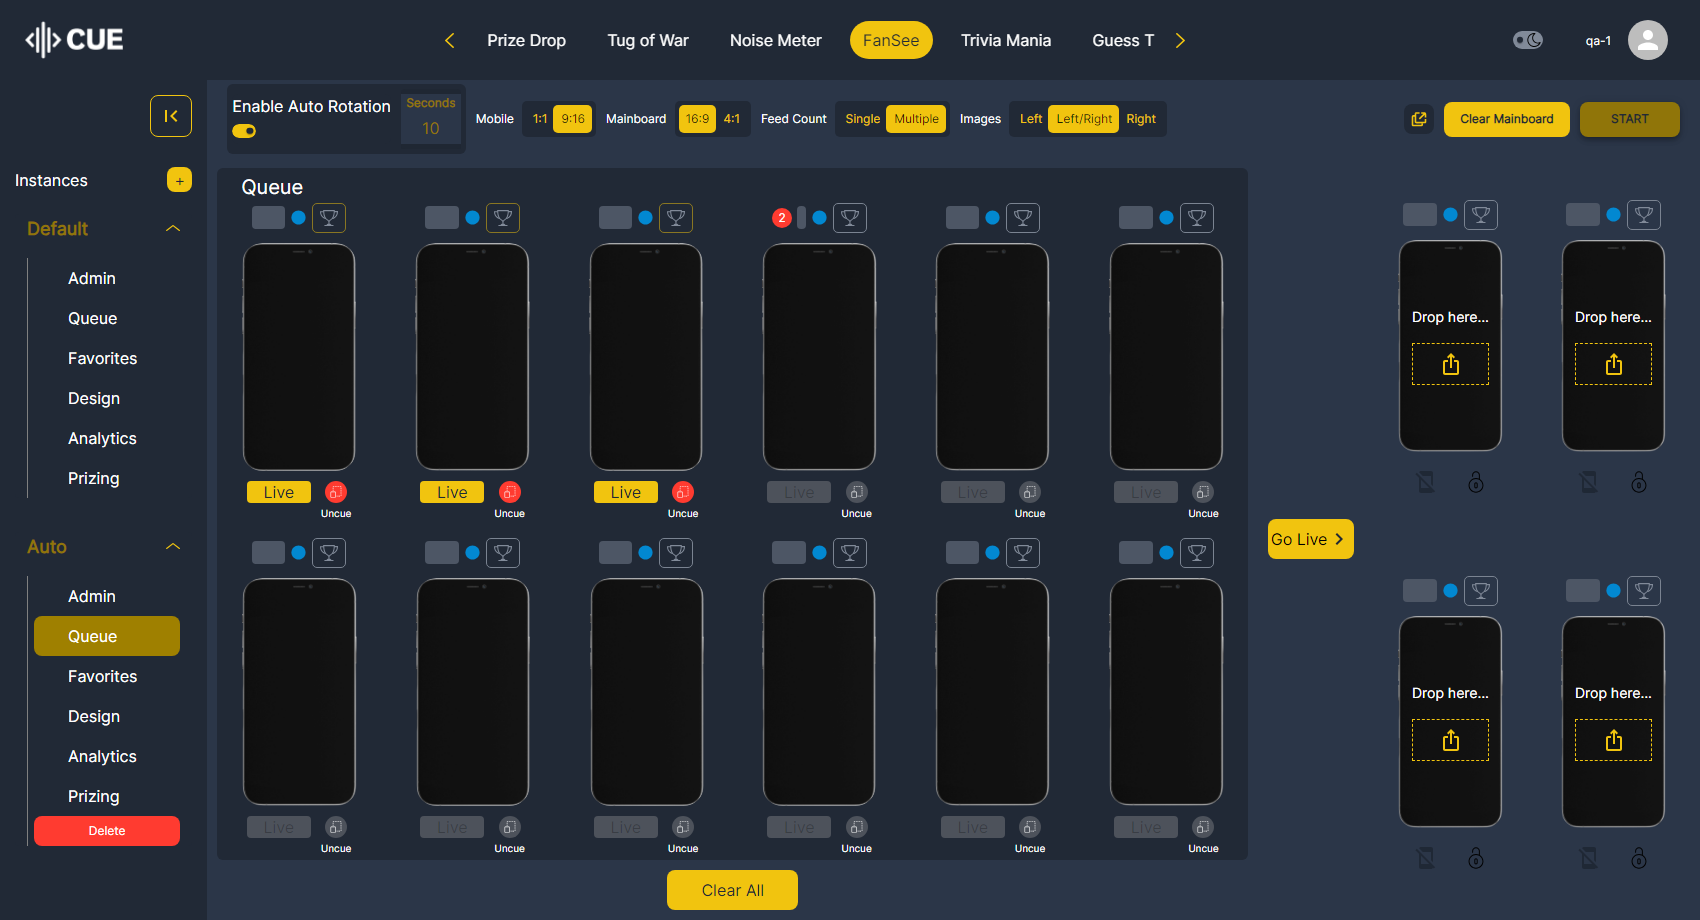 CUE
Prize Drop Tug of War Noise Meter FanSee Trivia Mania Guess T
qa-1
Enable Auto Rotation Seconds 10
Mobile 1:1 9:16 Mainboard 16:9 4:1 Feed Count Single Multiple Images Left Left/Right Right
Clear Mainboard START
Instances +
Default
Admin
Queue
Favorites
Design
Analytics
Prizing
Auto
Admin
Queue
Favorites
Design
Analytics
Prizing
Delete
Queue
2
Live Live Live Live Live Live
Uncue Uncue Uncue Uncue Uncue Uncue
Live Live Live Live Live Live
Uncue Uncue Uncue Uncue Uncue Uncue
Clear All
Go Live
Drop here... Drop here...
Drop here... Drop here...